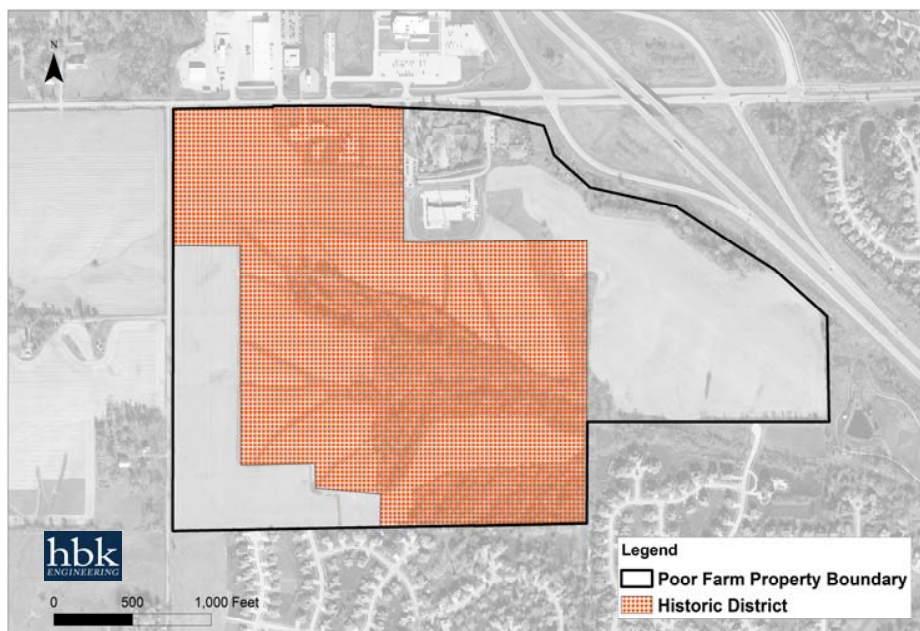 N
hbk
ENGINEERING
0 500 1,000 Feet
Legend
Poor Farm Property Boundary
Historic District